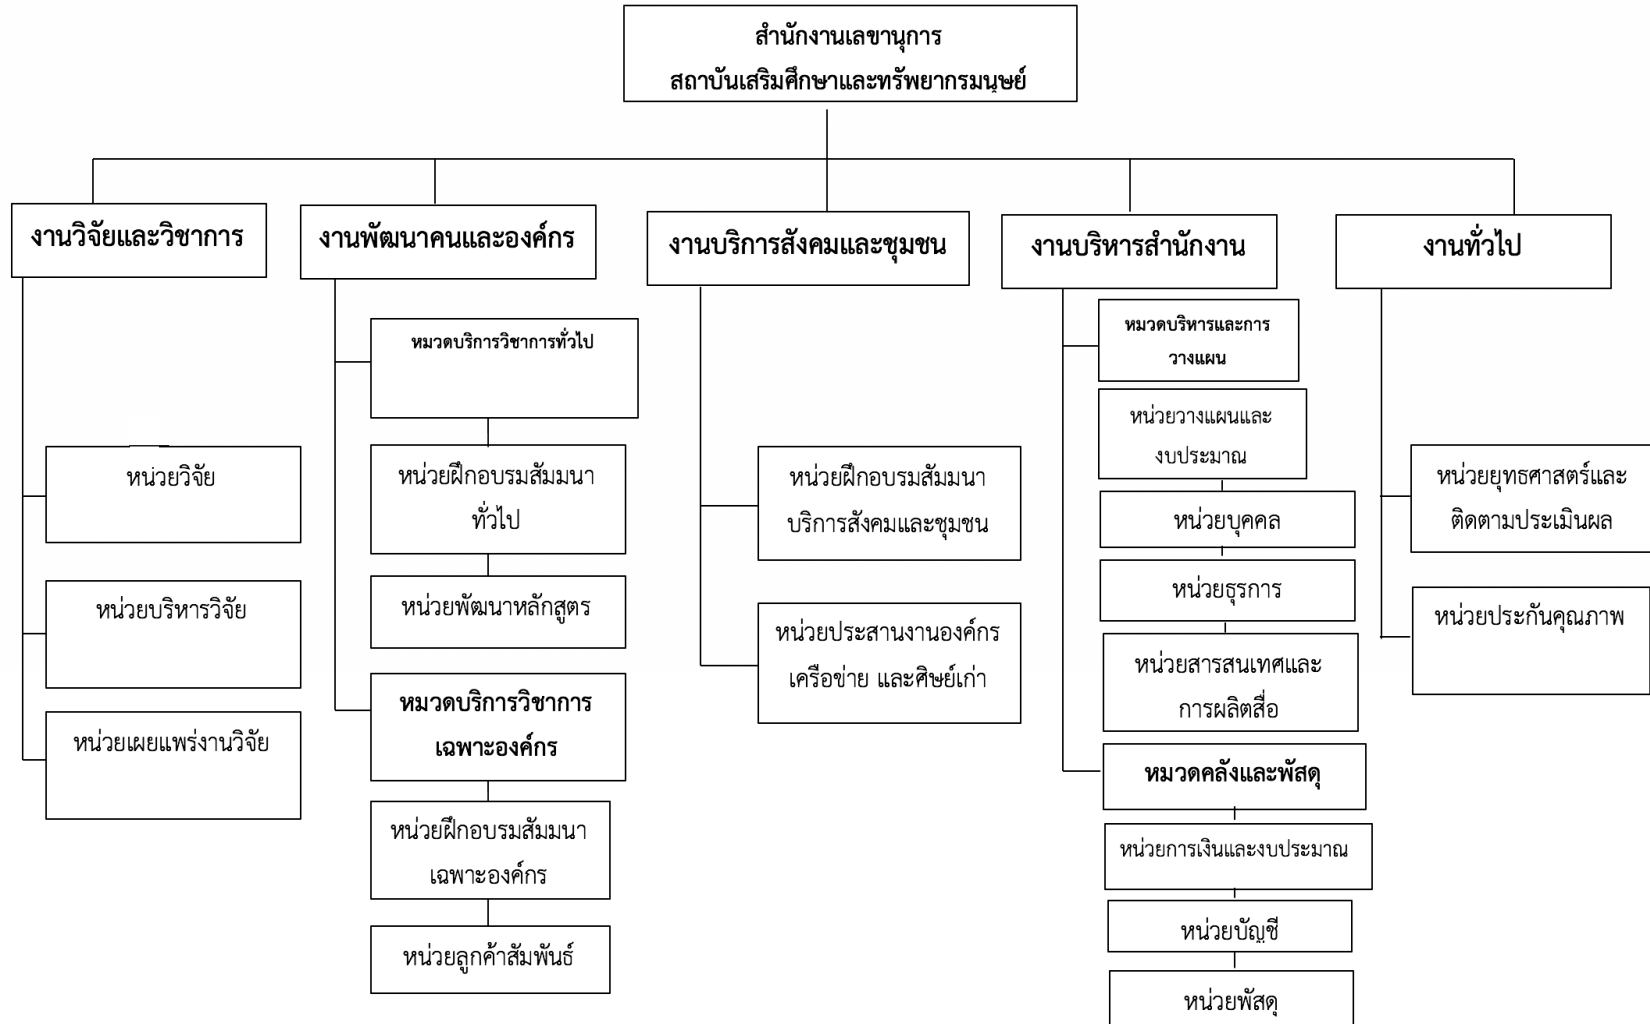 สำนักงานเลขานุการ
สถาบันเสริมศึกษาและทรัพยากรมนุษย์
งานวิจัยและวิชาการ
หน่วยวิจัย
หน่วยบริหารวิจัย
หน่วยเผยแพร่งานวิจัย
งานพัฒนาคนและองค์กร
หมวดบริการวิชาการทั่วไป
หน่วยฝึกอบรมสัมมนา
ทั่วไป
หน่วยพัฒนาหลักสูตร
หมวดบริการวิชาการ
เฉพาะองค์กร
หน่วยฝึกอบรมสัมมนา
เฉพาะองค์กร
หน่วยลูกค้าสัมพันธ์
งานบริการสังคมและชุมชน
หน่วยฝึกอบรมสัมมนา
บริการสังคมและชุมชน
หน่วยประสานงานองค์กร
เครือข่าย และศิษย์เก่า
งานบริหารสำนักงาน
หมวดบริหารและการ
วางแผน
หน่วยวางแผนและ
งบประมาณ
หน่วยบุคคล
หน่วยธุรการ
หน่วยสารสนเทศและ
การผลิตสื่อ
หมวดคลังและพัสดุ
หน่วยการเงินและงบประมาณ
หน่วยบัญชี
หน่วยพัสดุ
งานทั่วไป
หน่วยยุทธศาสตร์และ
ติดตามประเมินผล
หน่วยประกันคุณภาพ